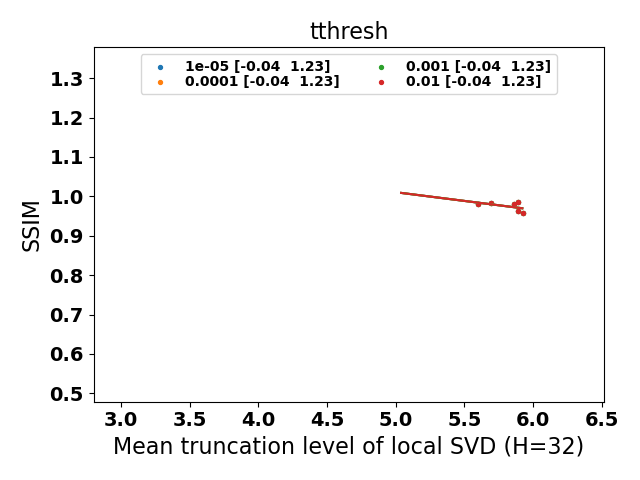 tthresh
1e-05 [-0.04  1.23]
0.0001 [-0.04  1.23]
0.001 [-0.04  1.23]
0.01 [-0.04  1.23]
SSIM
1.3
1.2
1.1
1.0
0.9
0.8
0.7
0.6
0.5
3.0 3.5 4.0 4.5 5.0 5.5 6.0 6.5
Mean truncation level of local SVD (H=32)